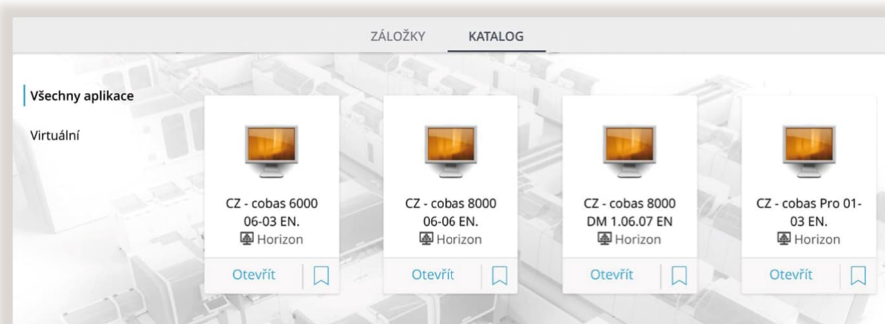 ZÁLOŽKY KATALOG
Všechny aplikace
Virtuální
CZ - cobas 6000
06-03 EN.
Horizon
Otevřít
CZ - cobas 8000
06-06 EN.
Horizon
Otevřít
CZ - cobas 8000
DM 1.06.07 EN
Horizon
Otevřít
CZ - cobas Pro 01-
03 EN.
Horizon
Otevřít